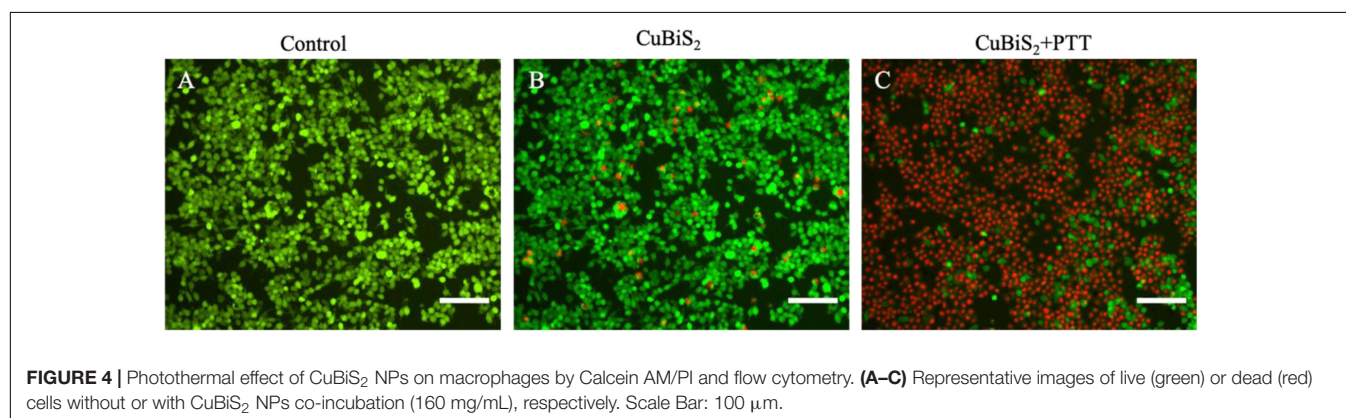 Control CuBiS₂ CuBiS₂+PTT
A B C
FIGURE 4 | Photothermal effect of CuBiS₂ NPs on macrophages by Calcein AM/PI and flow cytometry. (A–C) Representative images of live (green) or dead (red)
cells without or with CuBiS₂ NPs co-incubation (160 mg/mL), respectively. Scale Bar: 100 μm.